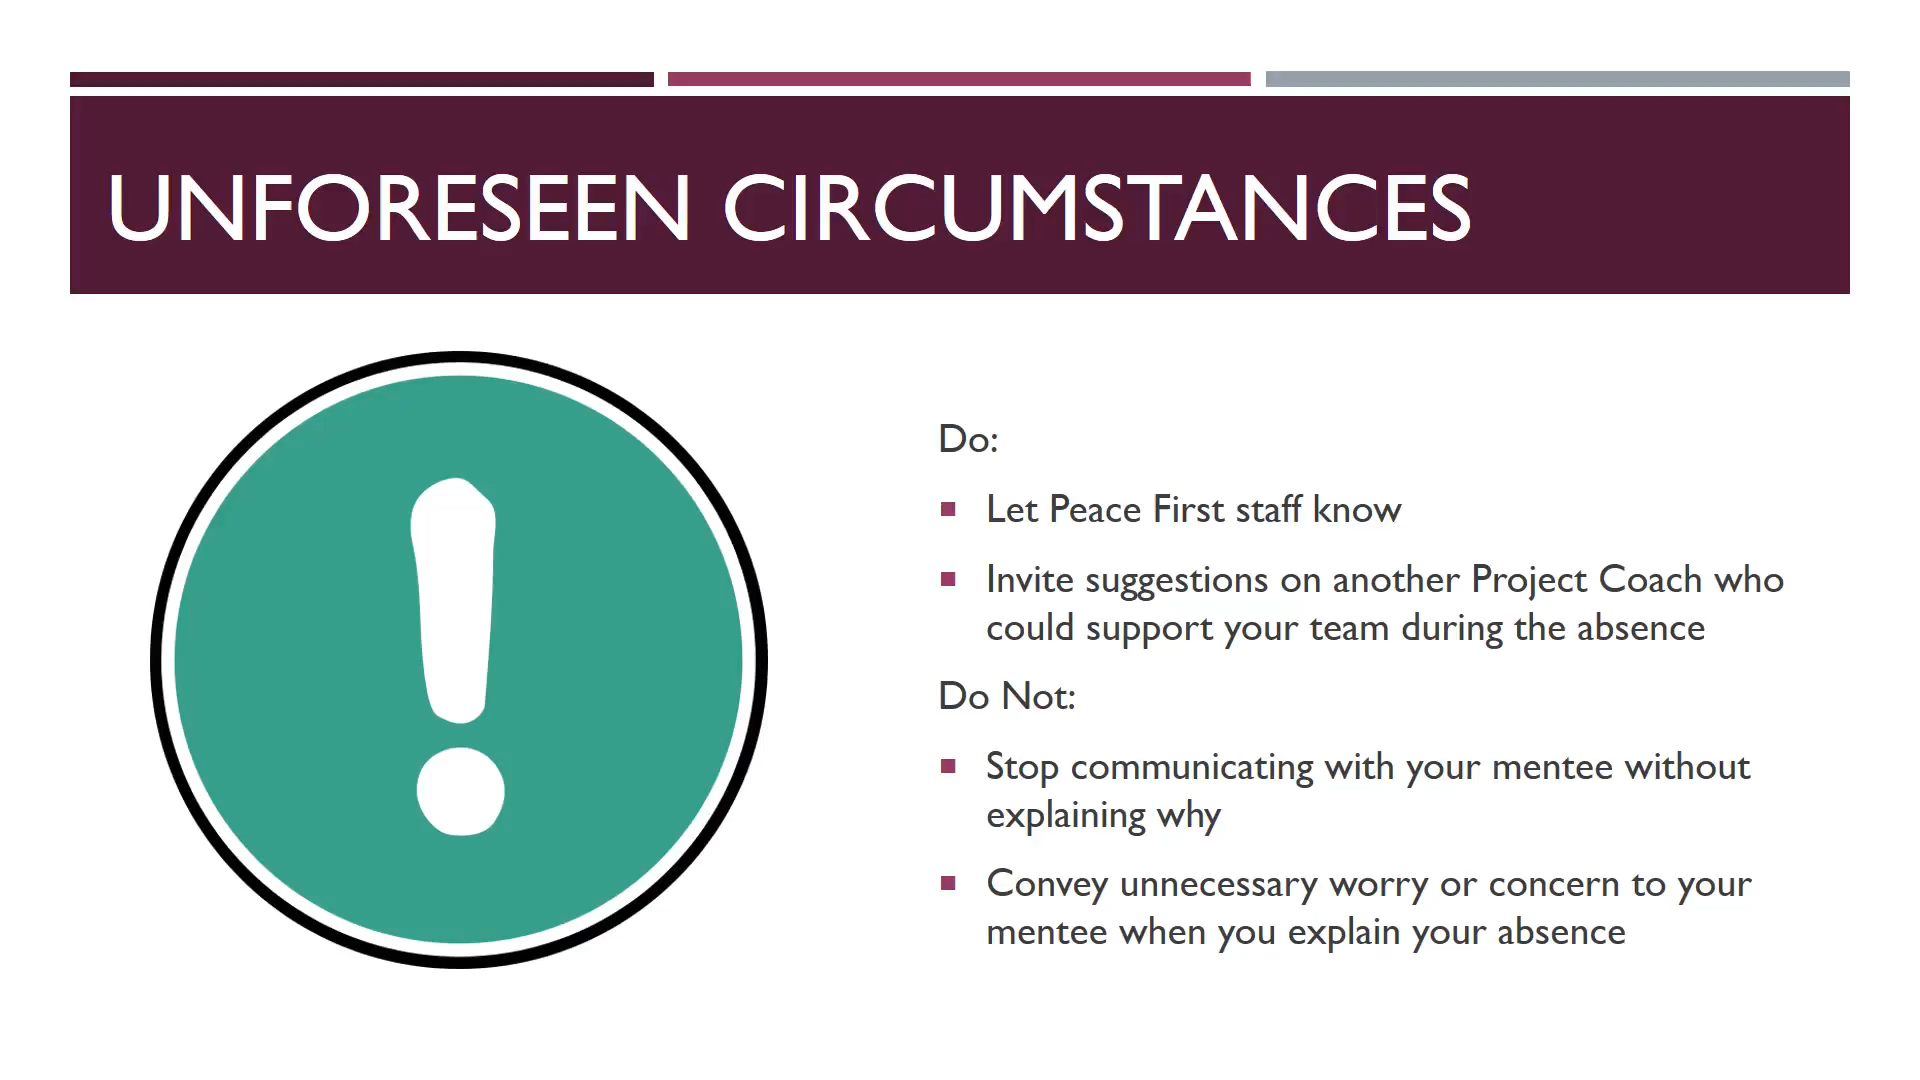 UNFORESEEN CIRCUMSTANCES
Do:
Let Peace First staff know
Invite suggestions on another Project Coach who
could support your team during the absence
Do Not:
Stop communicating with your mentee without
explaining why
Convey unnecessary worry or concern to your
mentee when you explain your absence